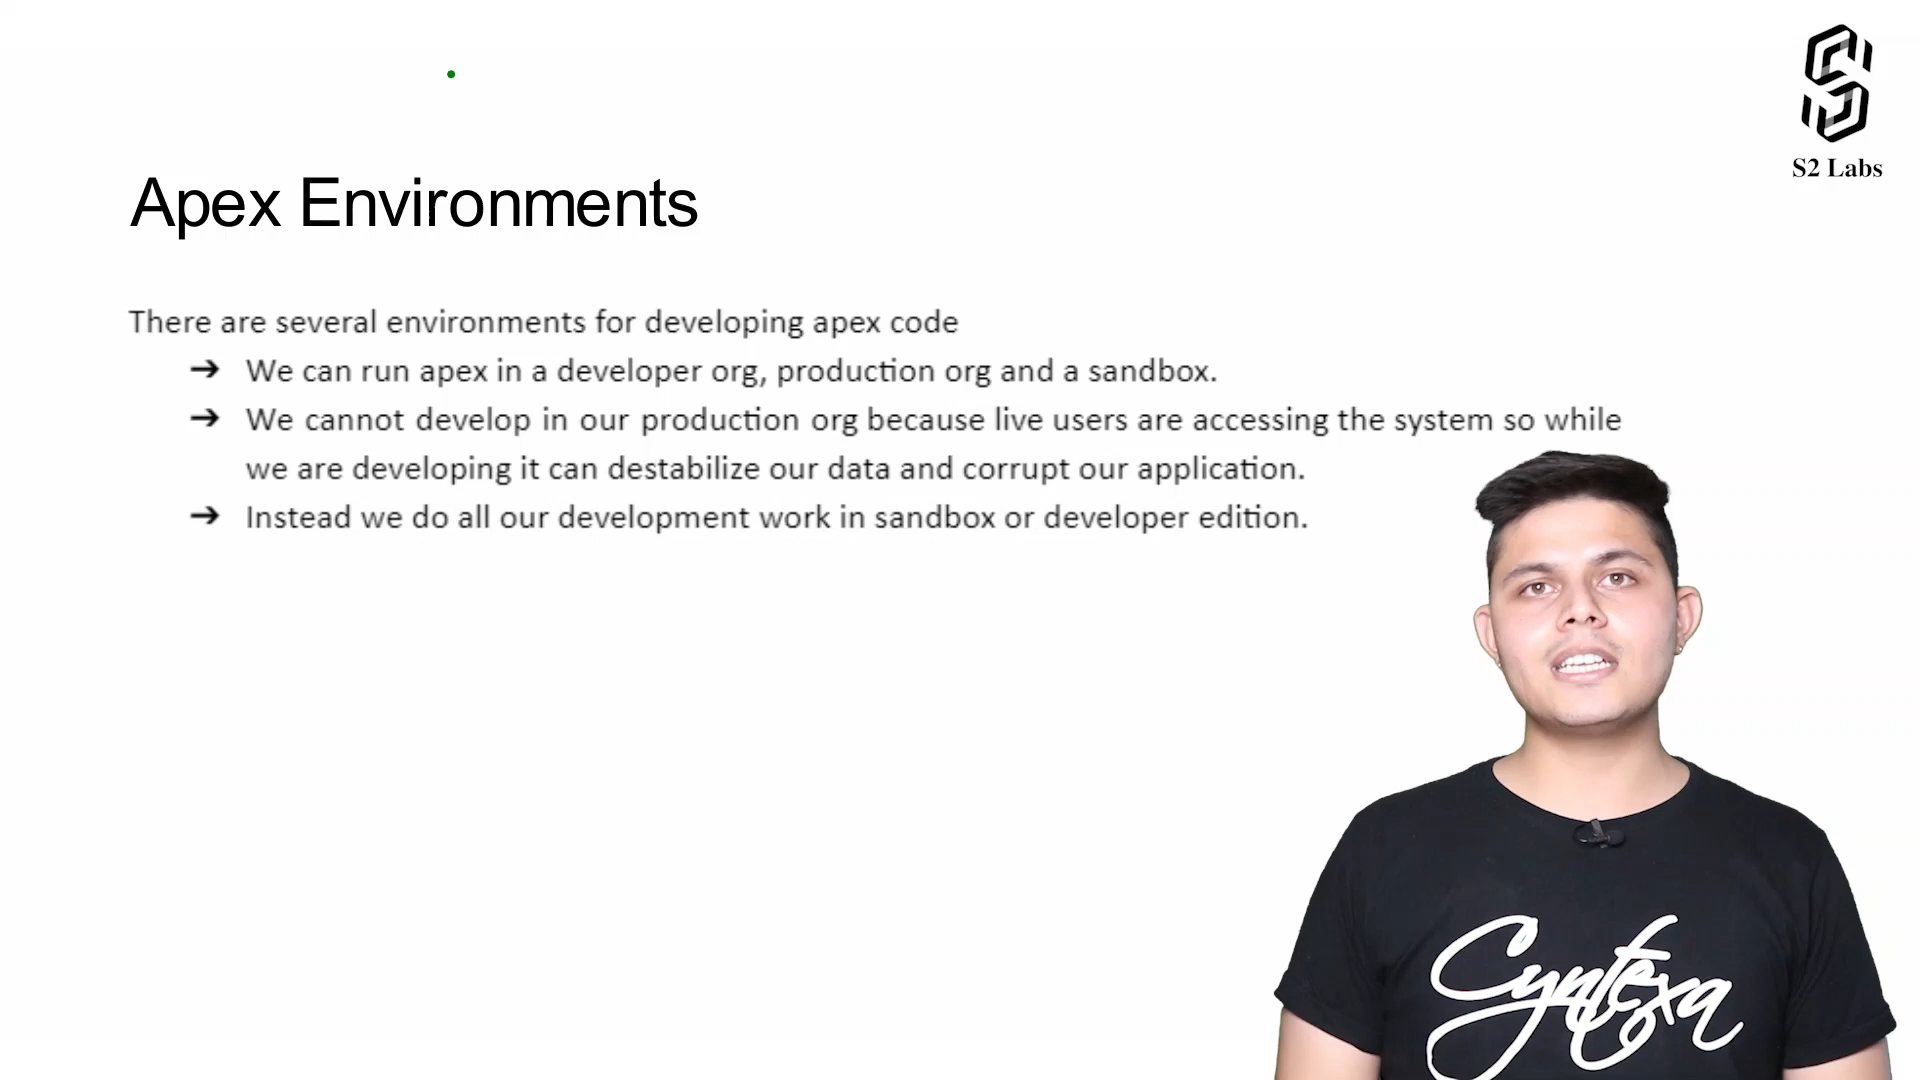 S2 Labs
Apex Environments
There are several environments for developing apex code
➔ We can run apex in a developer org, production org and a sandbox.
➔ We cannot develop in our production org because live users are accessing the system so while
we are developing it can destabilize our data and corrupt our application.
➔ Instead we do all our development work in sandbox or developer edition.
Cyntexa